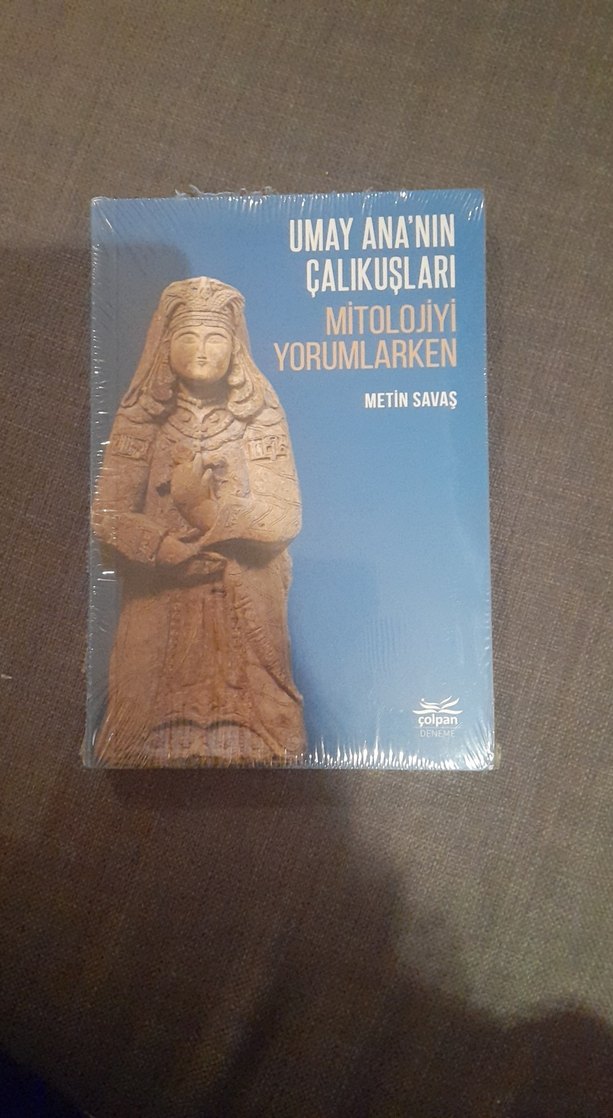 UMAY ANA'NIN
ÇALIKUŞLARI
MİTOLOJİYİ
YORUMLARKEN
METİN SAVAŞ
çolpan
DENEME